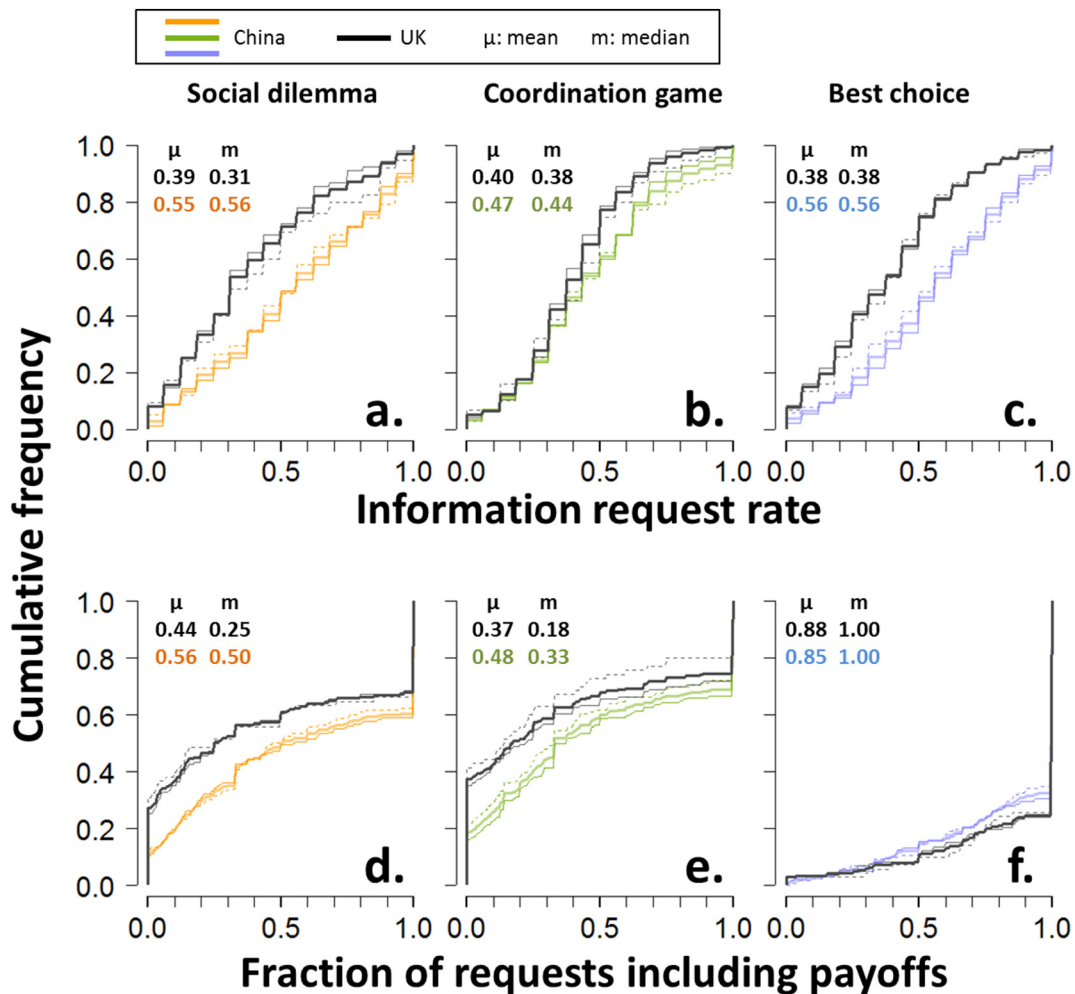 China UK μ: mean m: median
Social dilemma Coordination game Best choice
μ m
0.39 0.31
0.55 0.56
μ m
0.40 0.38
0.47 0.44
μ m
0.38 0.38
0.56 0.56
1.0
0.8
0.6
0.4
0.2
0.0
a. b. c.
0.0 0.5 1.0 0.0 0.5 1.0 0.0 0.5 1.0
Information request rate
Cumulative frequency
μ m
0.44 0.25
0.56 0.50
μ m
0.37 0.18
0.48 0.33
μ m
0.88 1.00
0.85 1.00
1.0
0.8
0.6
0.4
0.2
0.0
d. e. f.
0.0 0.5 1.0 0.0 0.5 1.0 0.0 0.5 1.0
Fraction of requests including payoffs